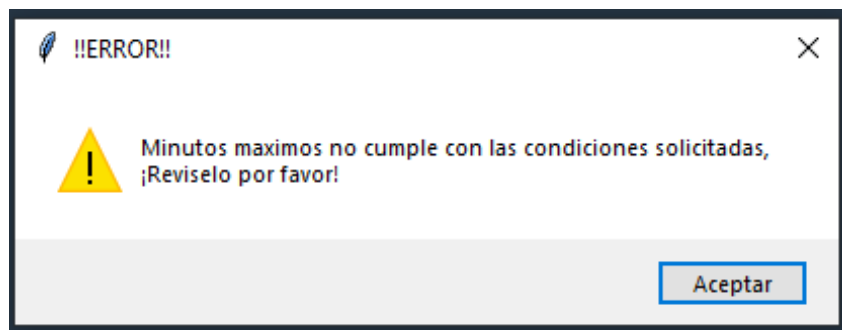 !!ERROR!!
Minutos maximos no cumple con las condiciones solicitadas,
¡Reviselo por favor!
Aceptar